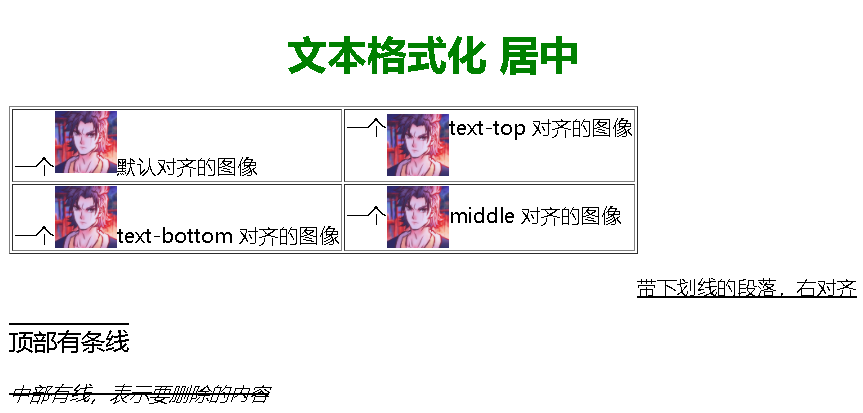 文本格式化 居中
一个默认对齐的图像
一个text-top 对齐的图像
一个text-bottom 对齐的图像
一个middle 对齐的图像
带下划线的段落，右对齐
顶部有条线
中部有线，表示要删除的内容